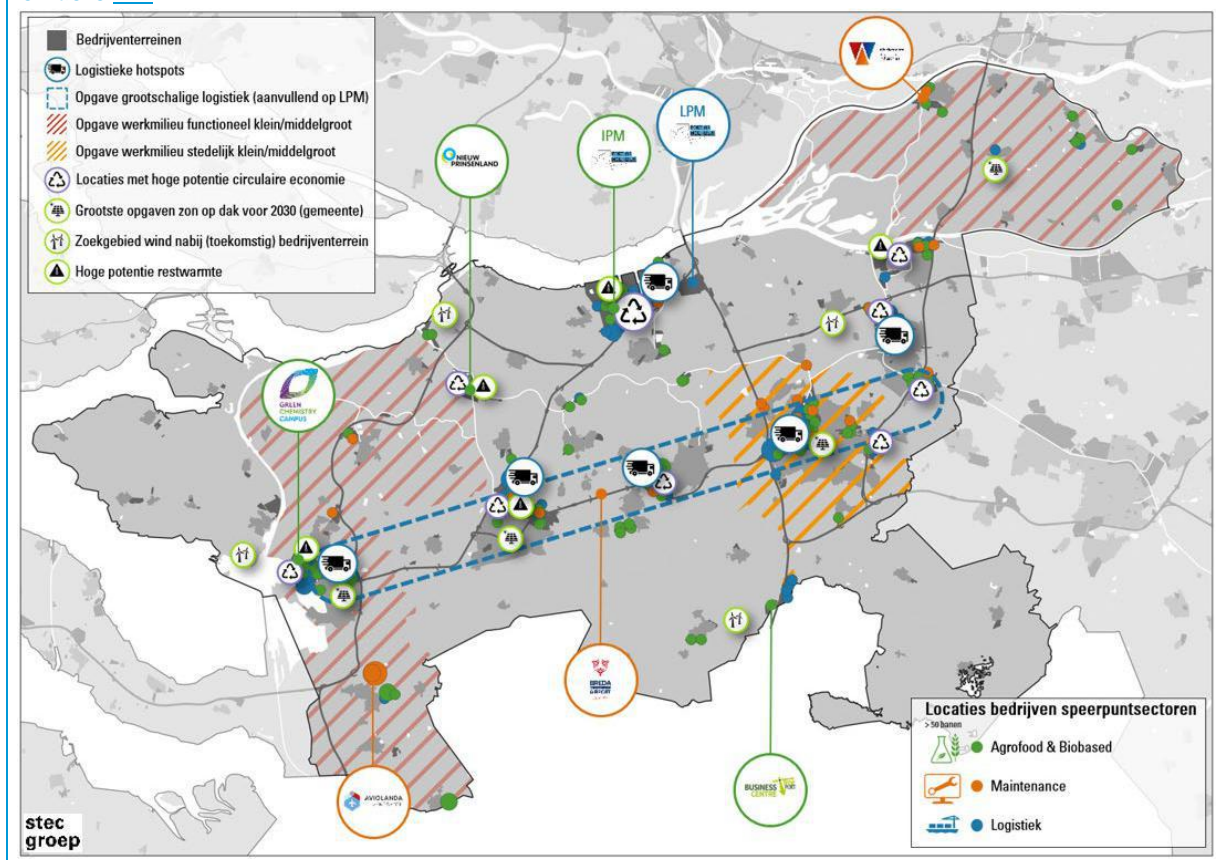 Bedrijventerreinen
Logistieke hotspots
Opgave grootschalige logistiek (aanvullend op LPM)
Opgave werkmilieu functioneel klein/middelgroot
Opgave werkmilieu stedelijk klein/middelgroot
Locaties met hoge potentie circulaire economie
Grootste opgaven zon op dak voor 2030 (gemeente)
Zoekgebied wind nabij (toekomstig) bedrijventerrein
Hoge potentie restwarmte
NIEUW
PRINSENLAND
IPM
LPM
GREEN
CHEMISTRY
CAMPUS
BREDA
AVIOLANDA
BUSINESS
CENTRE
Locaties bedrijven speerpuntsectoren
> 50 banen
Agrofood & Biobased
Maintenance
Logistiek
stec
groep